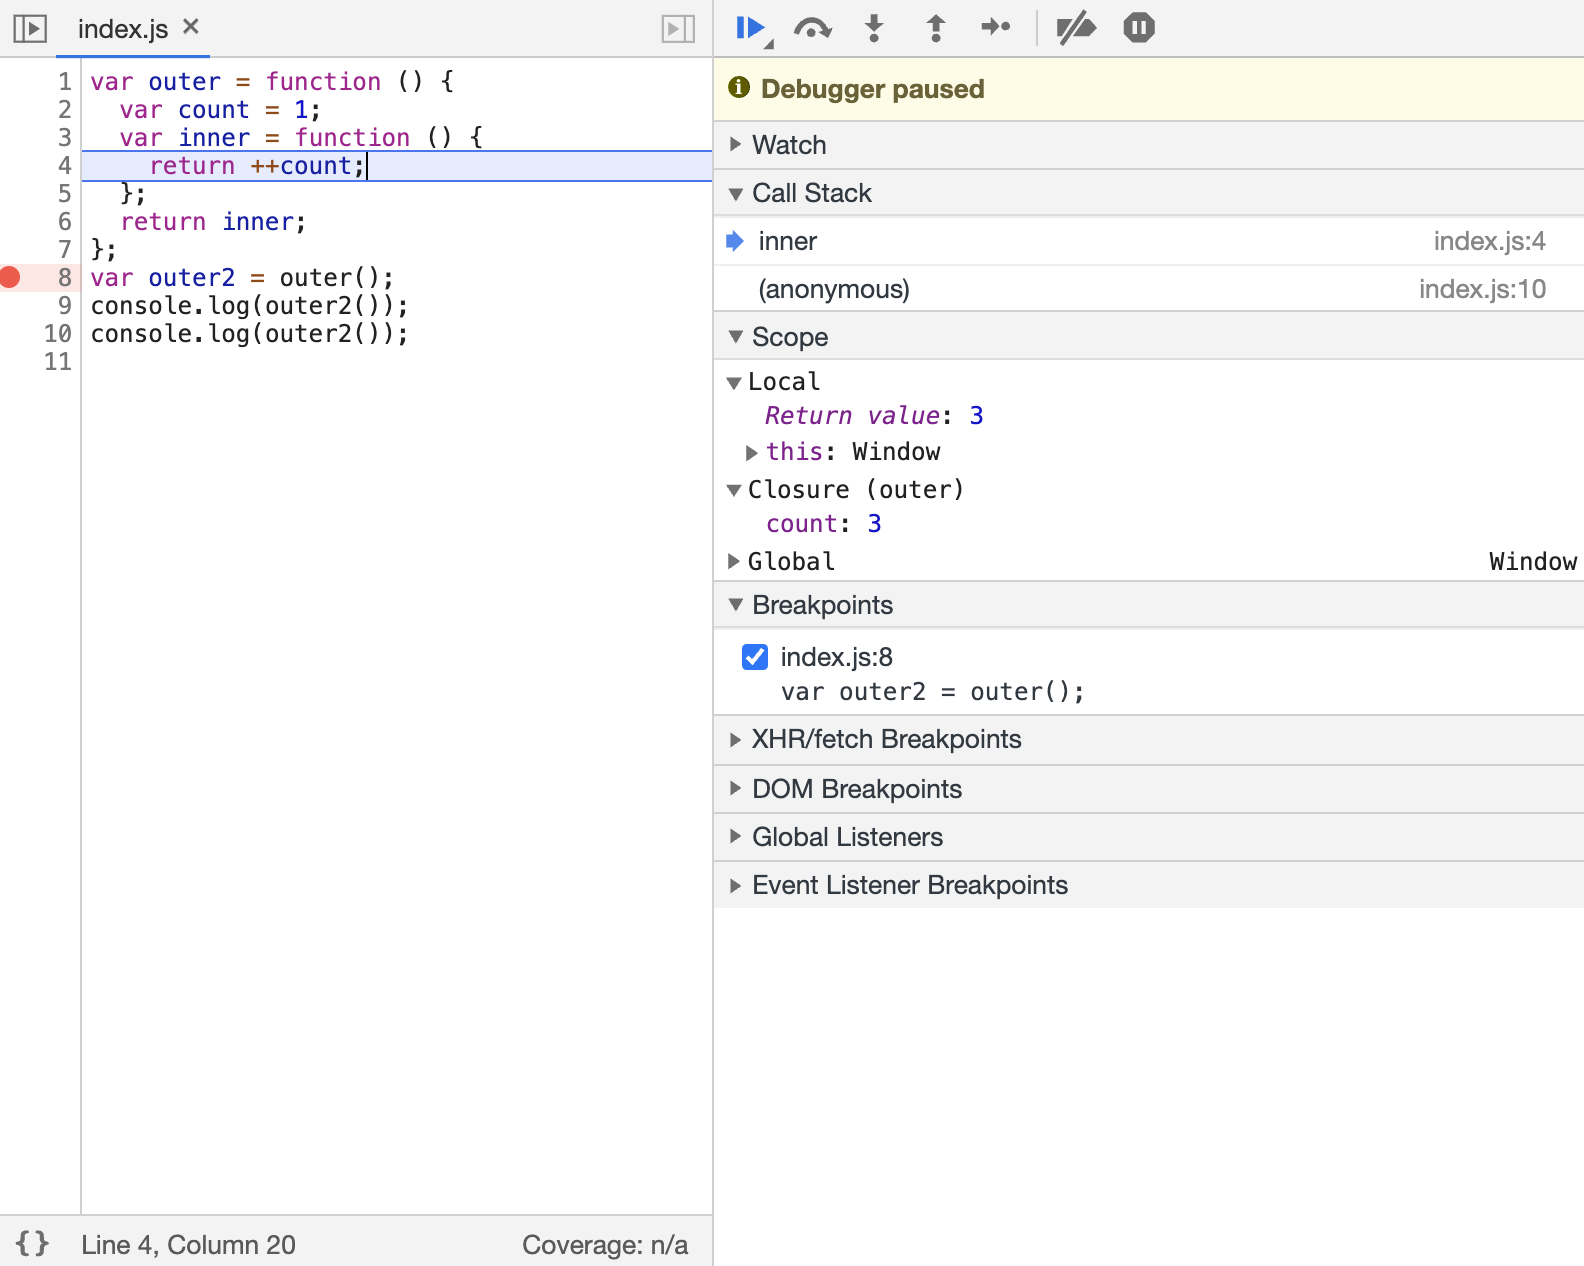 index.js ✕
1 var outer = function () {
2   var count = 1;
3   var inner = function () {
4     return ++count;
5   };
6   return inner;
7 };
8 var outer2 = outer();
9 console.log(outer2());
10 console.log(outer2());
11
{} Line 4, Column 20 Coverage: n/a
Debugger paused
Watch
Call Stack
inner index.js:4
(anonymous) index.js:10
Scope
Local
Return value: 3
this: Window
Closure (outer)
count: 3
Global Window
Breakpoints
index.js:8
var outer2 = outer();
XHR/fetch Breakpoints
DOM Breakpoints
Global Listeners
Event Listener Breakpoints